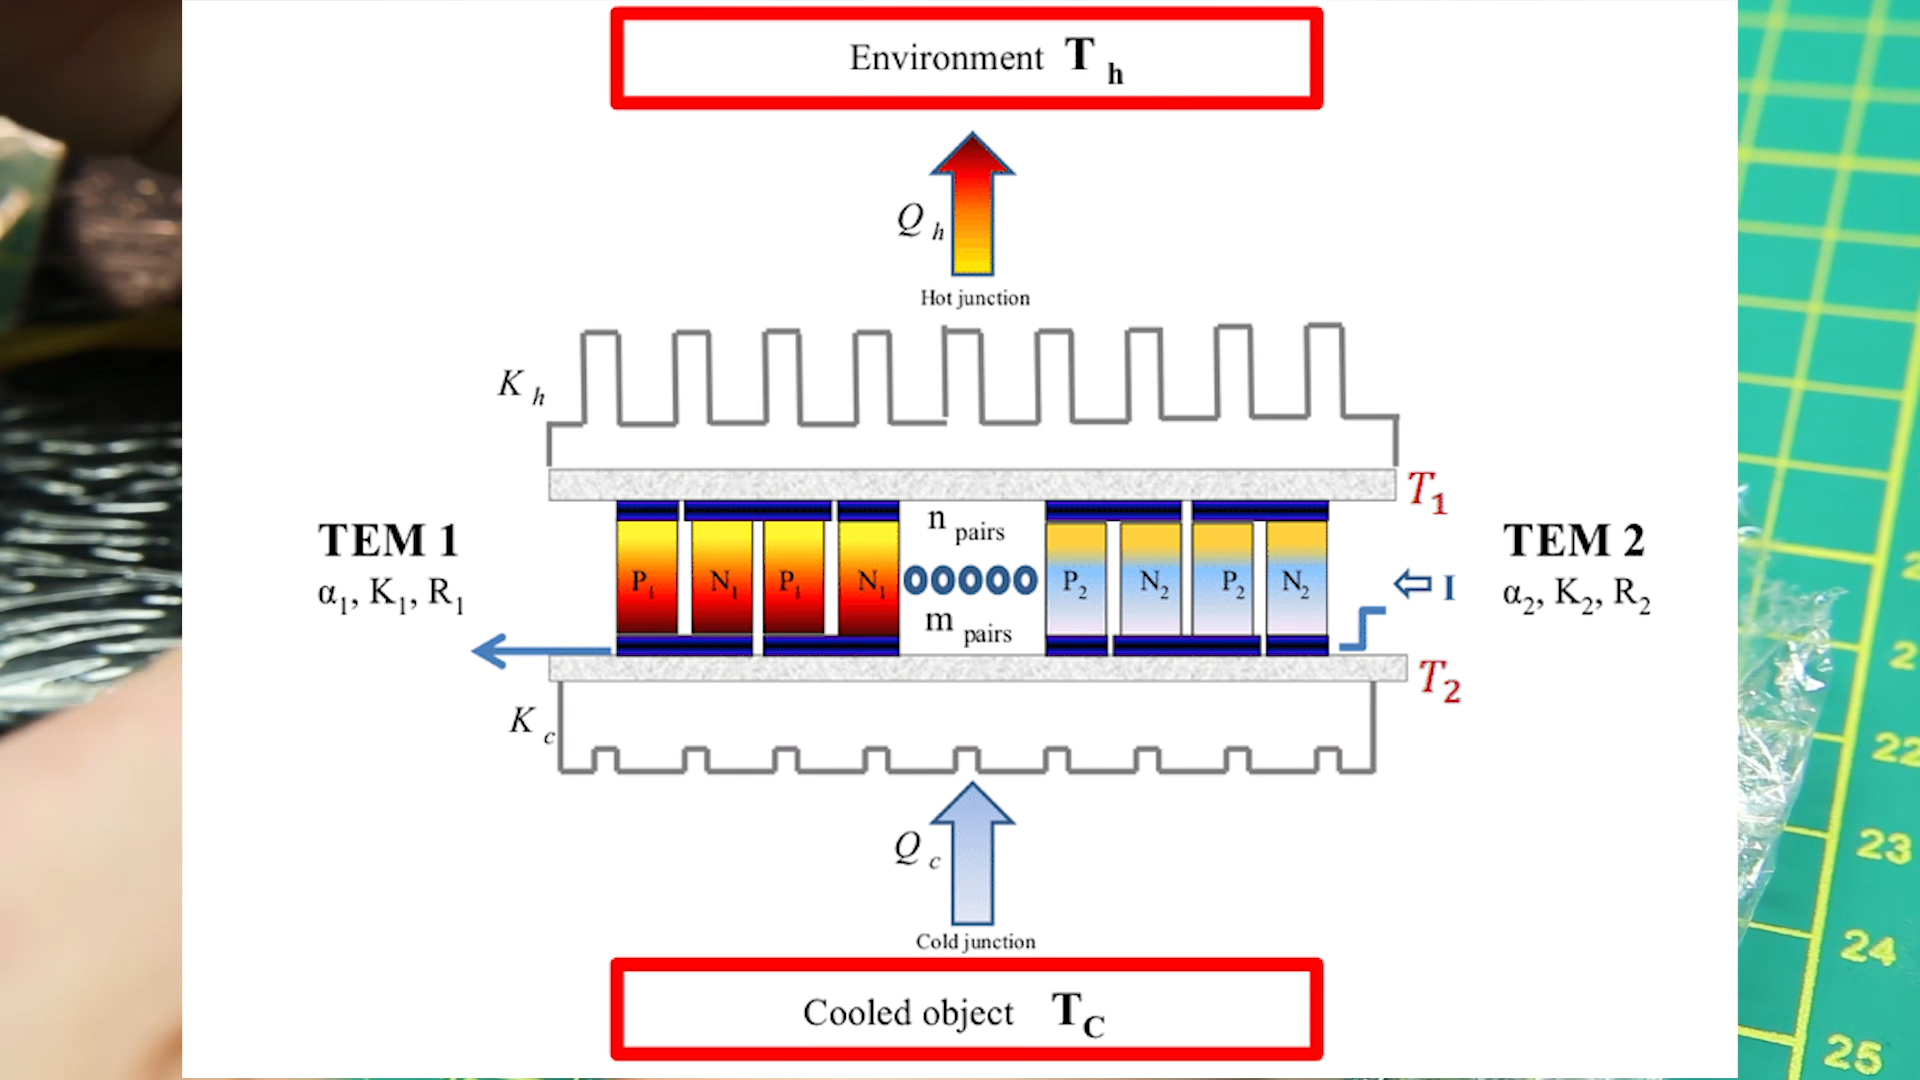 Environment T h
Q h
Hot junction
K h
T1
TEM 1
α1, K1, R1
n pairs
P1 N1 P1 N1
P2 N2 P2 N2
m pairs
I
TEM 2
α2, K2, R2
T2
K c
Q c
Cold junction
Cooled object TC
2
22
23
24
25